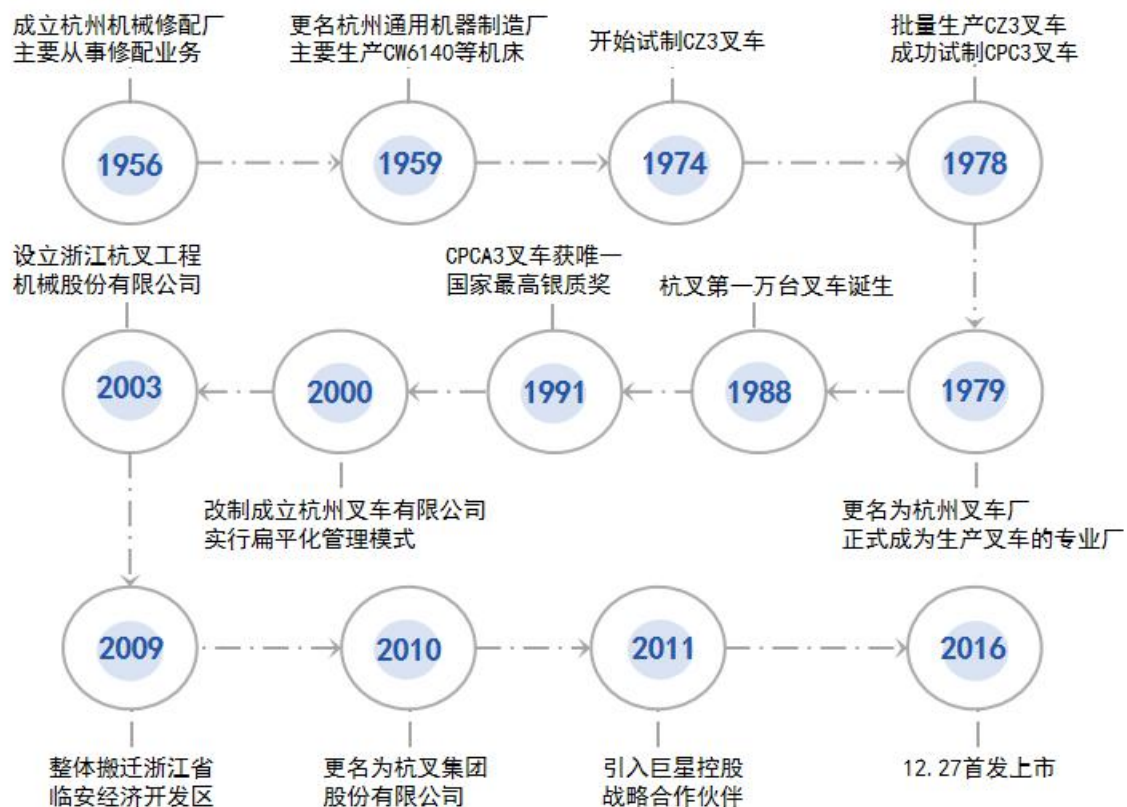 成立杭州机械修配厂
主要从事修配业务
更名杭州通用机器制造厂
主要生产CW6140等机床
开始试制CZ3叉车
批量生产CZ3叉车
成功试制CPC3叉车
1956
1959
1974
1978
设立浙江杭叉工程
机械股份有限公司
CPCA3叉车获唯一
国家最高银质奖
杭叉第一万台叉车诞生
2003
2000
1991
1988
1979
改制成立杭州叉车有限公司
实行扁平化管理模式
更名为杭州叉车厂
正式成为生产叉车的专业厂
2009
2010
2011
2016
整体搬迁浙江省
临安经济开发区
更名为杭叉集团
股份有限公司
引入巨星控股
战略合作伙伴
12.27首发上市